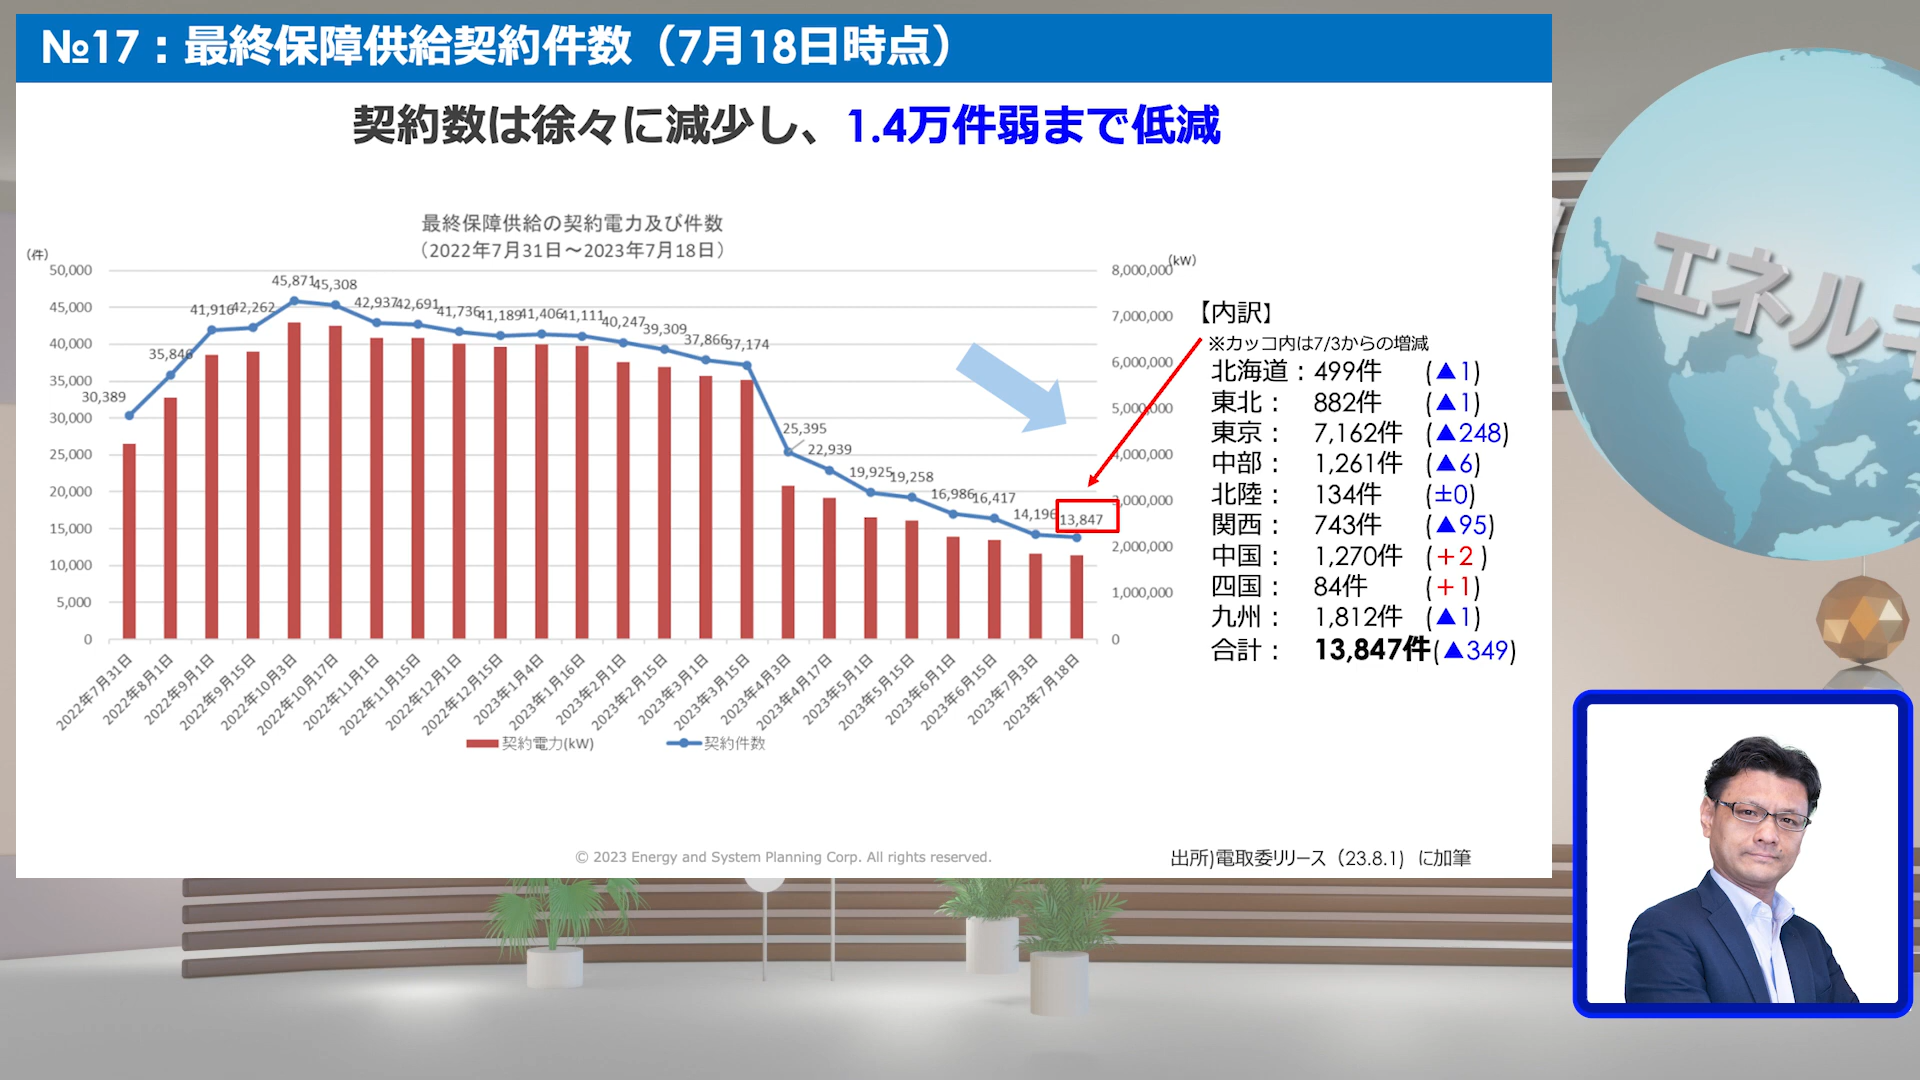 №17：最終保障供給契約件数（7月18日時点）
契約数は徐々に減少し、1.4万件弱まで低減
最終保障供給の契約電力及び件数
（2022年7月31日～2023年7月18日）
(件)
(kW)
50,000
45,000
40,000
35,000
30,000
25,000
20,000
15,000
10,000
5,000
0
30,389
35,846
41,916
42,262
45,871
45,308
42,937
42,691
41,736
41,189
41,406
41,111
40,247
39,309
37,866
37,174
25,395
22,939
19,925
19,258
16,986
16,417
14,196
13,847
8,000,000
7,000,000
6,000,000
5,000,000
4,000,000
3,000,000
2,000,000
1,000,000
0
2022年7月31日
2022年8月1日
2022年9月1日
2022年9月15日
2022年10月3日
2022年10月17日
2022年11月1日
2022年11月15日
2022年12月1日
2022年12月15日
2023年1月4日
2023年1月16日
2023年2月1日
2023年2月15日
2023年3月1日
2023年3月15日
2023年4月3日
2023年4月17日
2023年5月1日
2023年5月15日
2023年6月1日
2023年6月15日
2023年7月3日
2023年7月18日
契約電力(kW)
契約件数
【内訳】
※カッコ内は7/3からの増減
北海道：499件 (▲1)
東北： 882件 (▲1)
東京： 7,162件 (▲248)
中部： 1,261件 (▲6)
北陸： 134件 (±0)
関西： 743件 (▲95)
中国： 1,270件 (+2 )
四国： 84件 (+1)
九州： 1,812件 (▲1)
合計： 13,847件(▲349)
© 2023 Energy and System Planning Corp. All rights reserved.
出所)電取委リリース（23.8.1）に加筆
エネルギ